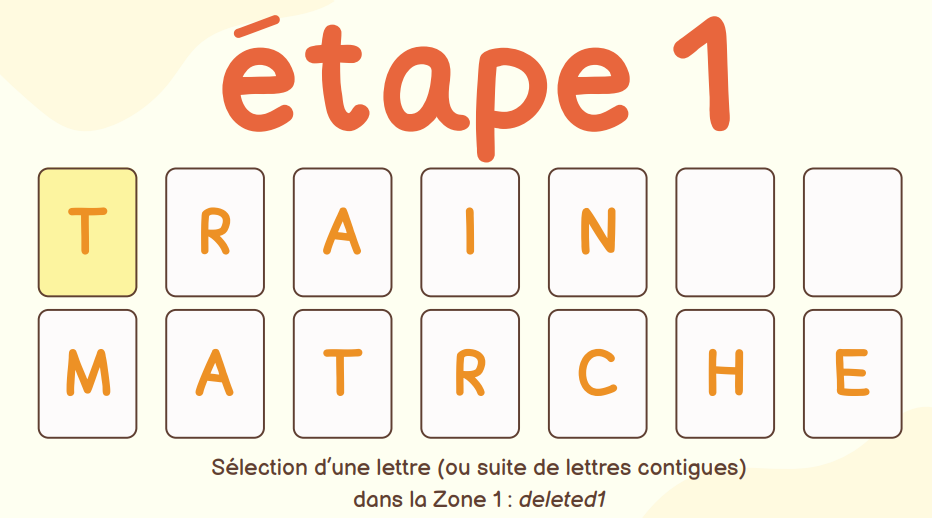 étape 1
T R A I N
M A T R C H E
Sélection d'une lettre (ou suite de lettres contigues)
dans la Zone 1 : deleted1